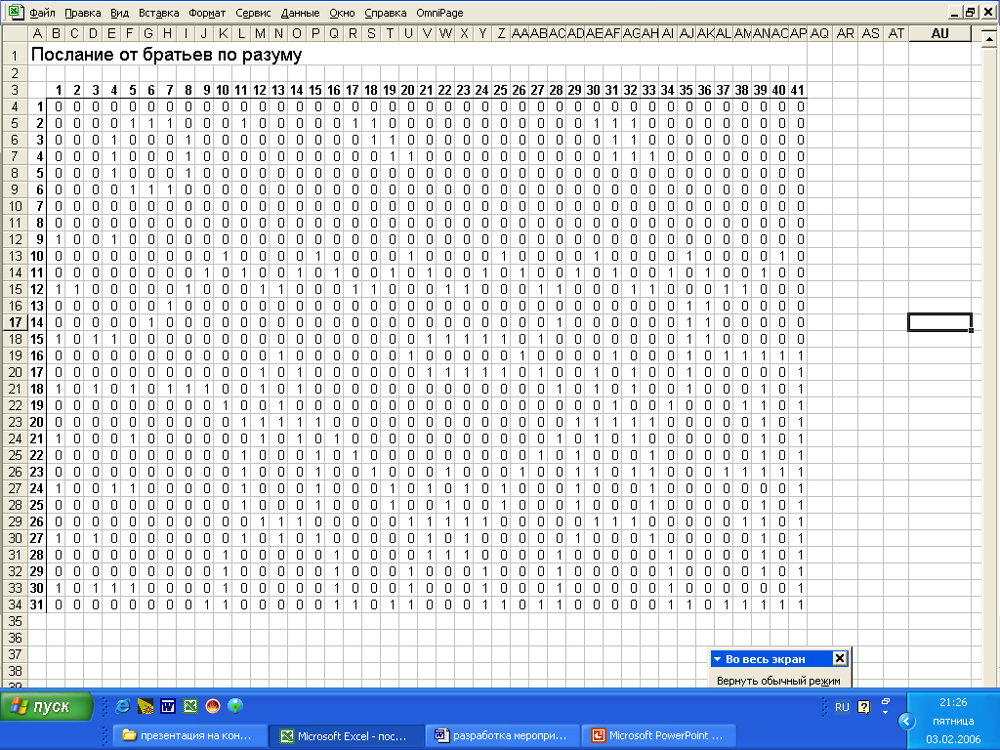 Файл Правка Вид Вставка Формат Сервис Данные Окно Справка OmniPage
A B C D E F G H I J K L M N O P Q R S T U V W X Y Z AA AB AC AD AE AF AG AH AI AJ AK AL AM AN AO AP AQ AR AS AT AU
1 Послание от братьев по разуму
2
3 1 2 3 4 5 6 7 8 9 10 11 12 13 14 15 16 17 18 19 20 21 22 23 24 25 26 27 28 29 30 31 32 33 34 35 36 37 38 39 40 41
4 1 0 0 0 0 0 0 0 0 0 0 0 0 0 0 0 0 0 0 0 0 0 0 0 0 0 0 0 0 0 0 0 0 0 0 0 0 0 0 0 0 0
5 2 0 0 0 0 1 1 1 0 0 0 1 0 0 0 0 0 1 1 0 0 0 0 0 0 0 0 0 0 0 1 1 1 0 0 0 0 0 0 0 0 0
6 3 0 0 0 1 0 0 0 1 0 0 0 0 0 0 0 0 0 1 1 0 0 0 0 0 0 0 0 0 0 0 1 1 0 0 0 0 0 0 0 0 0
7 4 0 0 0 1 0 0 0 1 0 0 0 0 0 0 0 0 0 0 1 1 0 0 0 0 0 0 0 0 0 0 1 1 1 0 0 0 0 0 0 0 0
8 5 0 0 0 1 0 0 0 1 0 0 0 0 0 0 0 0 0 0 0 0 0 0 0 0 0 0 0 0 0 0 0 0 0 0 0 0 0 0 0 0 0
9 6 0 0 0 0 1 1 1 0 0 0 0 0 0 0 0 0 0 0 0 0 0 0 0 0 0 0 0 0 0 0 0 0 0 0 0 0 0 0 0 0 0
10 7 0 0 0 0 0 0 0 0 0 0 0 0 0 0 0 0 0 0 0 0 0 0 0 0 0 0 0 0 0 0 0 0 0 0 0 0 0 0 0 0 0
11 8 0 0 0 0 0 0 0 0 0 0 0 0 0 0 0 0 0 0 0 0 0 0 0 0 0 0 0 0 0 0 0 0 0 0 0 0 0 0 0 0 0
12 9 1 0 0 1 0 0 0 0 0 0 0 0 0 0 0 0 0 0 0 0 0 0 0 0 0 0 0 0 0 0 0 0 0 0 0 0 0 0 0 0 0
13 10 0 0 0 0 0 0 0 0 0 1 0 0 0 0 1 0 0 0 0 1 0 0 0 0 1 0 0 0 0 1 0 0 0 0 1 0 0 0 0 1 0
14 11 0 0 0 0 0 0 0 0 1 0 1 0 0 1 0 1 0 0 1 0 1 0 0 1 0 1 0 0 1 0 1 0 0 1 0 1 0 0 1 0 0
15 12 1 1 0 0 0 0 0 1 0 0 0 1 1 0 0 0 1 1 0 0 0 1 1 0 0 0 1 1 0 0 0 1 1 0 0 0 1 1 0 0 0
16 13 0 0 0 0 0 0 1 0 0 0 0 0 0 0 0 0 0 0 0 0 0 0 0 0 0 0 0 0 0 0 0 0 0 0 1 1 0 0 0 0 0
17 14 0 0 0 0 0 1 0 0 0 0 0 0 0 0 0 0 0 0 0 0 0 0 0 0 0 0 0 1 0 0 0 0 0 0 1 1 0 0 0 0 0
18 15 1 0 1 1 0 0 0 0 0 0 0 0 0 0 0 0 0 0 0 0 1 1 1 1 1 0 1 0 0 0 0 0 0 0 1 1 0 0 0 0 0
19 16 0 0 0 0 0 0 0 0 0 0 0 0 0 0 0 0 0 0 0 1 0 0 0 0 0 1 0 0 0 0 0 0 0 0 1 0 1 1 1 1 1
20 17 0 0 0 0 0 0 0 0 0 0 0 1 0 1 0 0 0 0 0 0 1 1 1 1 1 0 0 1 0 1 0 1 0 0 1 0 0 0 0 0 1
21 18 1 0 1 0 1 0 1 1 1 0 1 0 0 1 0 0 0 0 0 0 0 0 0 0 0 0 0 1 0 1 0 1 0 0 1 0 1 0 1 0 1
22 19 0 0 0 0 0 0 0 0 0 1 0 0 1 0 0 0 0 0 0 0 0 0 0 0 0 0 0 0 0 0 1 0 0 1 0 0 0 1 1 0 1
23 20 0 0 0 0 0 0 0 0 0 0 1 1 1 1 1 0 0 0 0 0 0 0 0 0 0 0 0 0 1 1 1 1 1 0 0 0 0 0 1 0 1
24 21 1 0 0 0 1 0 0 0 0 0 0 1 0 1 0 1 0 0 0 0 0 0 0 0 0 0 0 1 0 1 0 1 0 0 0 0 0 0 1 0 1
25 22 0 0 0 0 0 0 0 0 0 0 1 0 0 0 1 0 1 0 0 0 0 0 0 0 0 0 1 0 1 0 0 0 1 0 0 0 0 0 1 0 1
26 23 0 0 0 0 0 0 0 0 0 0 1 0 0 0 1 0 0 1 0 0 0 1 0 0 0 1 0 0 1 0 0 0 1 0 0 0 1 1 1 1 1
27 24 1 0 0 1 1 0 0 0 0 0 1 0 0 0 1 0 0 0 1 0 1 0 1 0 1 0 0 0 1 0 0 0 1 0 0 0 0 0 0 0 1
28 25 0 0 0 0 0 0 0 0 0 0 1 0 0 0 1 0 0 0 1 0 0 1 0 0 1 0 0 0 1 0 0 0 1 0 0 0 0 0 1 0 1
29 26 0 0 0 0 0 0 0 0 0 0 0 1 1 1 0 0 0 0 0 1 1 1 1 1 0 0 0 0 0 1 1 1 0 0 0 0 0 1 1 0 1
30 27 1 0 1 0 0 0 0 0 0 0 1 0 1 0 1 0 0 0 0 0 1 0 1 0 0 0 0 0 1 0 0 0 1 0 0 0 0 0 1 0 1
31 28 0 0 0 0 0 0 0 0 0 1 0 0 0 0 0 1 0 0 0 0 1 1 1 0 0 0 0 1 0 0 0 0 0 1 0 0 0 0 1 0 1
32 29 0 0 0 0 0 0 0 0 0 1 0 0 0 0 0 1 0 0 0 1 0 0 0 1 0 0 0 1 0 0 0 0 0 1 0 0 0 0 1 0 1
33 30 1 0 1 1 1 0 0 0 0 1 0 0 0 0 0 1 0 0 0 1 0 0 0 1 0 0 0 1 0 0 0 0 0 1 0 0 0 0 0 0 1
34 31 0 0 0 0 0 0 0 0 1 1 0 0 0 0 0 1 1 0 1 1 0 0 0 1 1 0 1 1 0 0 0 0 0 1 1 0 1 1 1 1 1
35
36
37
38
39
Во весь экран
Вернуть обычный режим
пуск
RU
21:26
пятница
03.02.2006
презентация на кон...
Microsoft Excel - пос...
разработка меропри...
Microsoft PowerPoint ...